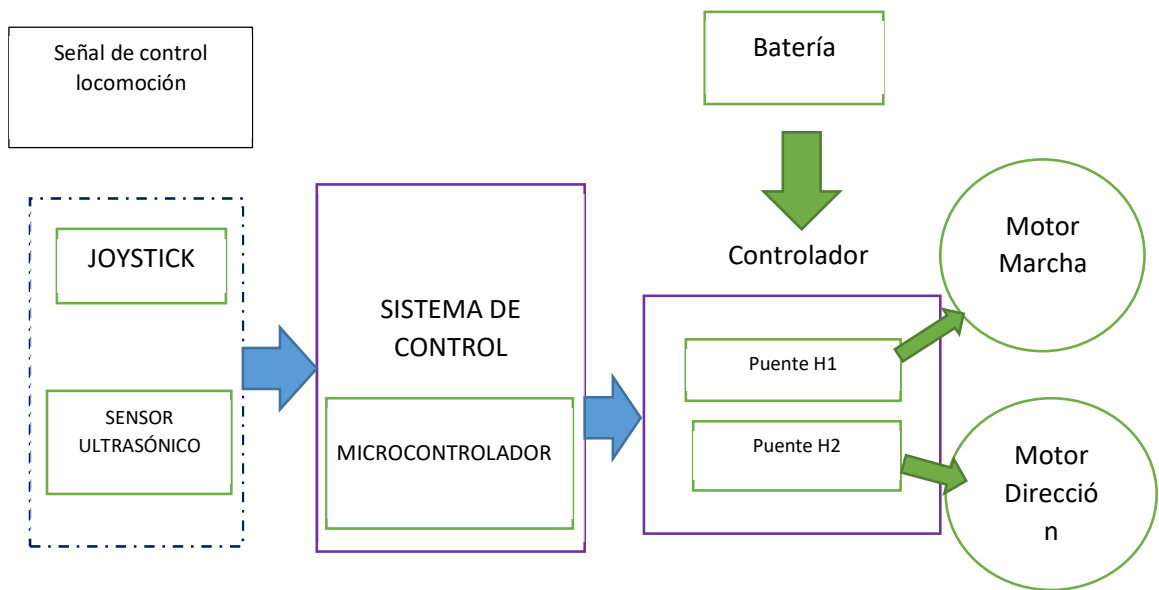 Señal de control
locomoción
Batería
JOYSTICK
SENSOR
ULTRASÓNICO
SISTEMA DE
CONTROL
MICROCONTROLADOR
Controlador
Puente H1
Puente H2
Motor
Marcha
Motor
Direcció
n